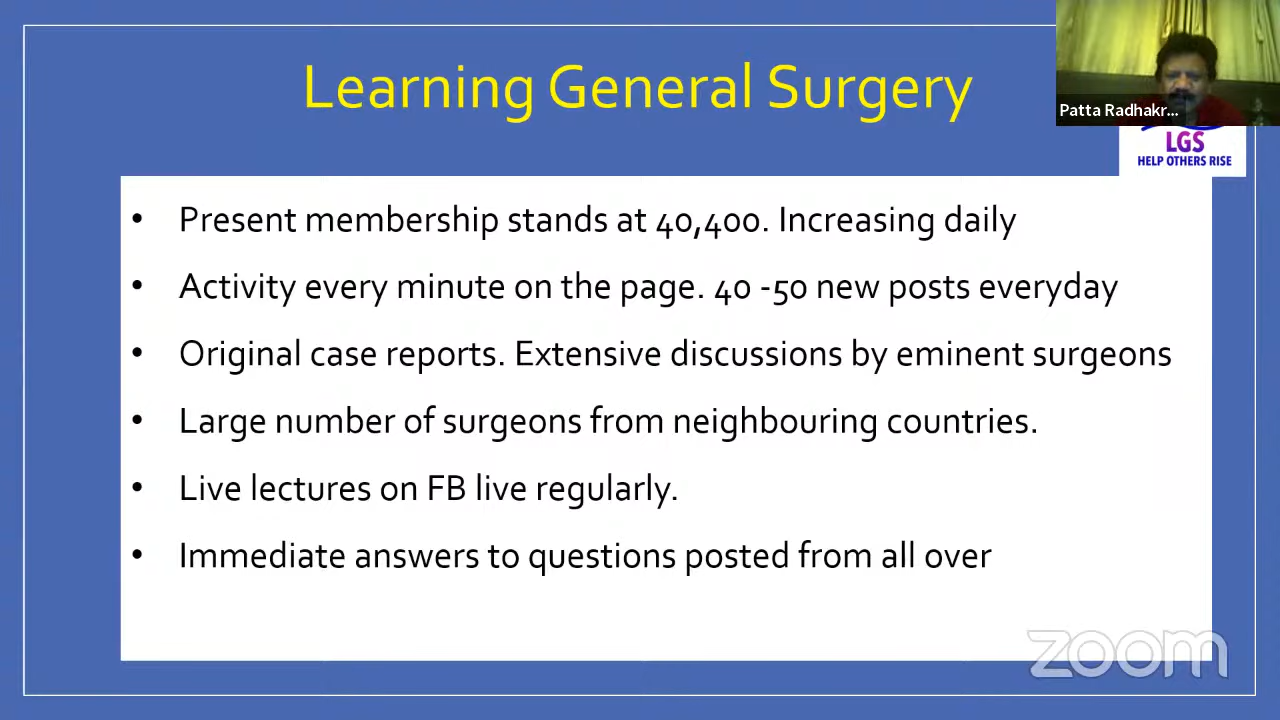 Learning General Surgery
Patta Radhakr...
LGS
HELP OTHERS RISE
• Present membership stands at 40,400. Increasing daily
• Activity every minute on the page. 40 -50 new posts everyday
• Original case reports. Extensive discussions by eminent surgeons
• Large number of surgeons from neighbouring countries.
• Live lectures on FB live regularly.
• Immediate answers to questions posted from all over
zoom